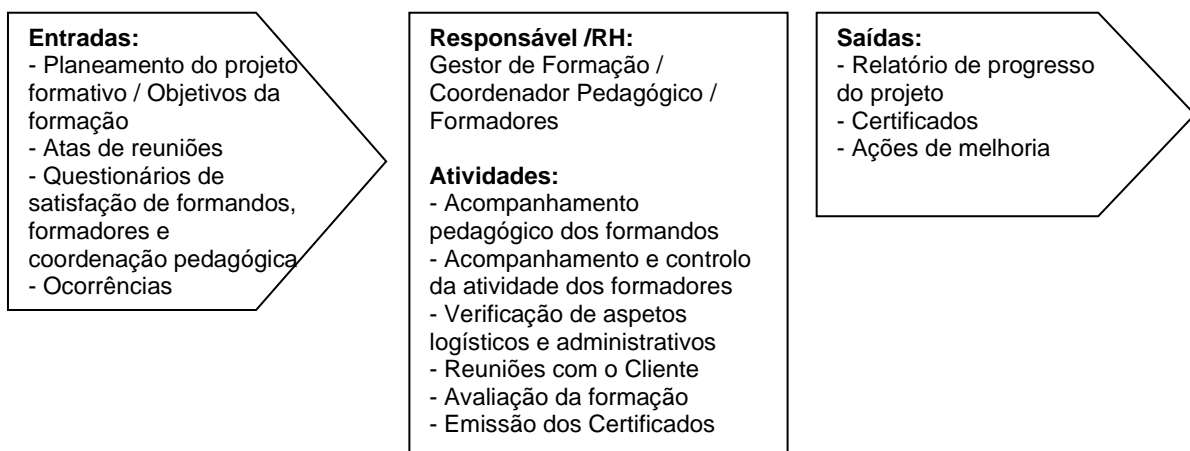 Entradas:
- Planeamento do projeto
formativo / Objetivos da
formação
- Atas de reuniões
- Questionários de
satisfação de formandos,
formadores e
coordenação pedagógica
- Ocorrências
Responsável /RH:
Gestor de Formação /
Coordenador Pedagógico /
Formadores
Atividades:
- Acompanhamento
pedagógico dos formandos
- Acompanhamento e controlo
da atividade dos formadores
- Verificação de aspetos
logísticos e administrativos
- Reuniões com o Cliente
- Avaliação da formação
- Emissão dos Certificados
Saídas:
- Relatório de progresso
do projeto
- Certificados
- Ações de melhoria